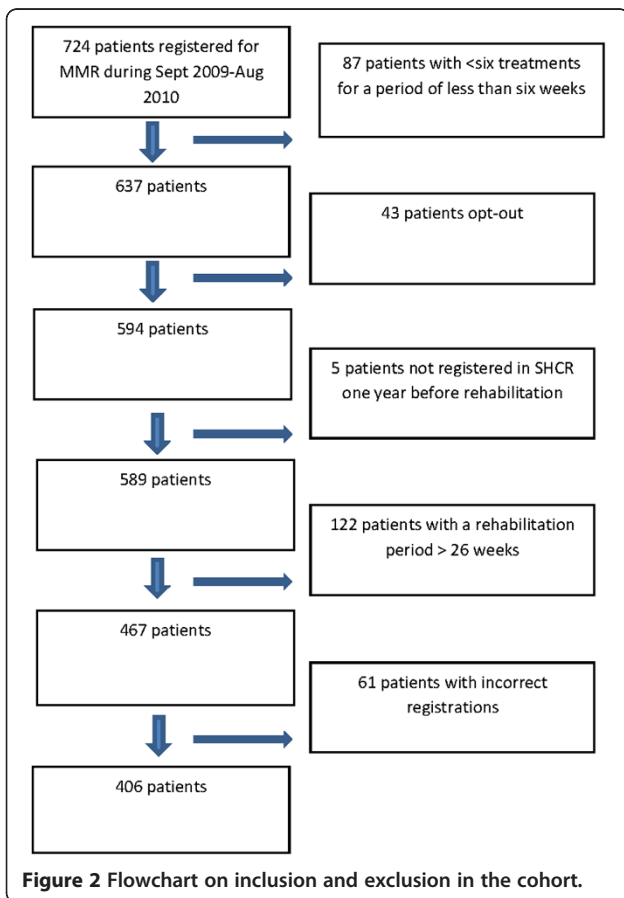 724 patients registered for
MMR during Sept 2009-Aug
2010
87 patients with <six treatments
for a period of less than six weeks
637 patients
43 patients opt-out
594 patients
5 patients not registered in SHCR
one year before rehabilitation
589 patients
122 patients with a rehabilitation
period > 26 weeks
467 patients
61 patients with incorrect
registrations
406 patients
Figure 2 Flowchart on inclusion and exclusion in the cohort.